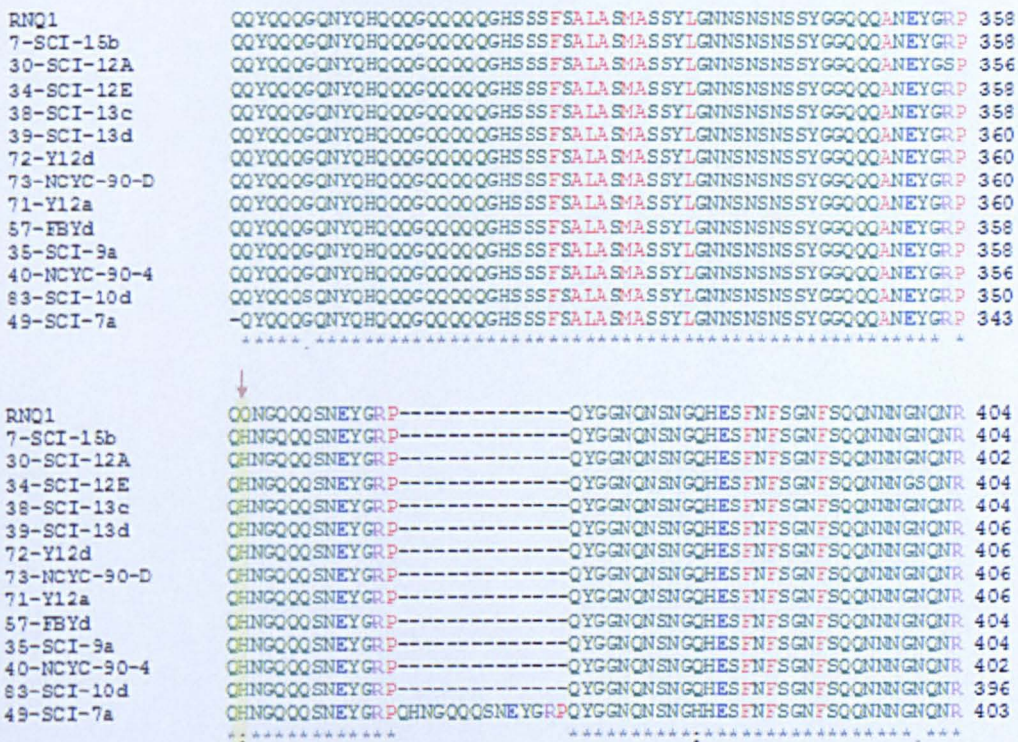 RNQ1 QQYQQQGQNYQHQQQGQQQQQGHSSSFSALASMASSYLGNNSNSNSSYGGQQQANEYGRP 358
7-SCI-15b QQYQQQGQNYQHQQQGQQQQQGHSSSFSALASMASSYLGNNSNSNSSYGGQQQANEYGRP 358
30-SCI-12A QQYQQQGQNYQHQQQGQQQQQGHSSSFSALASMASSYLGNNSNSNSSYGGQQQANEYGSP 356
34-SCI-12E QQYQQQGQNYQHQQQGQQQQQGHSSSFSALASMASSYLGNNSNSNSSYGGQQQANEYGRP 358
38-SCI-13c QQYQQQGQNYQHQQQGQQQQQGHSSSFSALASMASSYLGNNSNSNSSYGGQQQANEYGRP 358
39-SCI-13d QQYQQQGQNYQHQQQGQQQQQGHSSSFSALASMASSYLGNNSNSNSSYGGQQQANEYGRP 360
72-Y12d QQYQQQGQNYQHQQQGQQQQQGHSSSFSALASMASSYLGNNSNSNSSYGGQQQANEYGRP 360
73-NCYC-90-D QQYQQQGQNYQHQQQGQQQQQGHSSSFSALASMASSYLGNNSNSNSSYGGQQQANEYGRP 360
71-Y12a QQYQQQGQNYQHQQQGQQQQQGHSSSFSALASMASSYLGNNSNSNSSYGGQQQANEYGRP 360
57-FBYd QQYQQQGQNYQHQQQGQQQQQGHSSSFSALASMASSYLGNNSNSNSSYGGQQQANEYGRP 358
35-SCI-9a QQYQQQGQNYQHQQQGQQQQQGHSSSFSALASMASSYLGNNSNSNSSYGGQQQANEYGRP 358
40-NCYC-90-4 QQYQQQGQNYQHQQQGQQQQQGHSSSFSALASMASSYLGNNSNSNSSYGGQQQANEYGRP 356
83-SCI-10d QQYQQQSQNYQHQQQGQQQQQGHSSSFSALASMASSYLGNNSNSNSSYGGQQQANEYGRP 350
49-SCI-7a -QYQQQGQNYQHQQQGQQQQQGHSSSFSALASMASSYLGNNSNSNSSYGGQQQANEYGRP 343
*****.*************************************************** *
RNQ1 QQNGQQQSNEYGRP--------------QYGGNQNSNGQHESFNFSGNFSQQNNNGNQNR 404
7-SCI-15b QHNGQQQSNEYGRP--------------QYGGNQNSNGQHESFNFSGNFSQQNNNGNQNR 404
30-SCI-12A QHNGQQQSNEYGRP--------------QYGGNQNSNGQHESFNFSGNFSQQNNNGNQNR 402
34-SCI-12E QHNGQQQSNEYGRP--------------QYGGNQNSNGQHESFNFSGNFSQQNNNGSQNR 404
38-SCI-13c QHNGQQQSNEYGRP--------------QYGGNQNSNGQHESFNFSGNFSQQNNNGNQNR 404
39-SCI-13d QHNGQQQSNEYGRP--------------QYGGNQNSNGQHESFNFSGNFSQQNNNGNQNR 406
72-Y12d QHNGQQQSNEYGRP--------------QYGGNQNSNGQHESFNFSGNFSQQNNNGNQNR 406
73-NCYC-90-D QHNGQQQSNEYGRP--------------QYGGNQNSNGQHESFNFSGNFSQQNNNGNQNR 406
71-Y12a QHNGQQQSNEYGRP--------------QYGGNQNSNGQHESFNFSGNFSQQNNNGNQNR 406
57-FBYd QHNGQQQSNEYGRP--------------QYGGNQNSNGQHESFNFSGNFSQQNNNGNQNR 404
35-SCI-9a QHNGQQQSNEYGRP--------------QYGGNQNSNGQHESFNFSGNFSQQNNNGNQNR 404
40-NCYC-90-4 QHNGQQQSNEYGRP--------------QYGGNQNSNGQHESFNFSGNFSQQNNNGNQNR 402
83-SCI-10d QHNGQQQSNEYGRP--------------QYGGNQNSNGQHESFNFSGNFSQQNNNGNQNR 396
49-SCI-7a QHNGQQQSNEYGRPQHNGQQQSNEYGRPQYGGNQNSNGHHESFNFSGNFSQQNNNGNQNR 403
*:************              **********:*****************.***